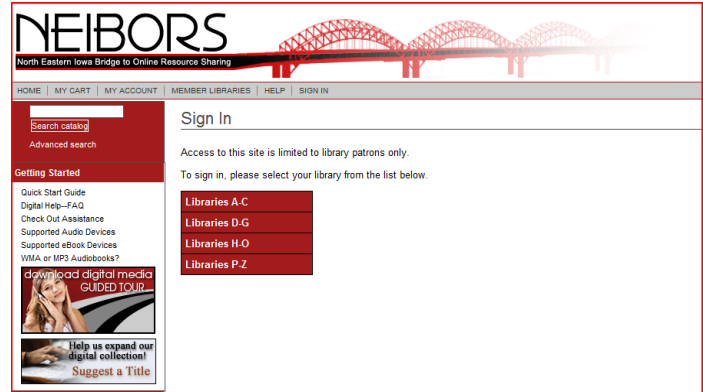 NEIBORS
North Eastern Iowa Bridge to Online Resource Sharing
HOME | MY CART | MY ACCOUNT | MEMBER LIBRARIES | HELP | SIGN IN
Search catalog
Advanced search
Getting Started
Quick Start Guide
Digital Help--FAQ
Check Out Assistance
Supported Audio Devices
Supported eBook Devices
WMA or MP3 Audiobooks?
download digital media
GUIDED TOUR
Help us expand our
digital collection!
Suggest a Title
Sign In
Access to this site is limited to library patrons only.
To sign in, please select your library from the list below.
Libraries A-C
Libraries D-G
Libraries H-O
Libraries P-Z